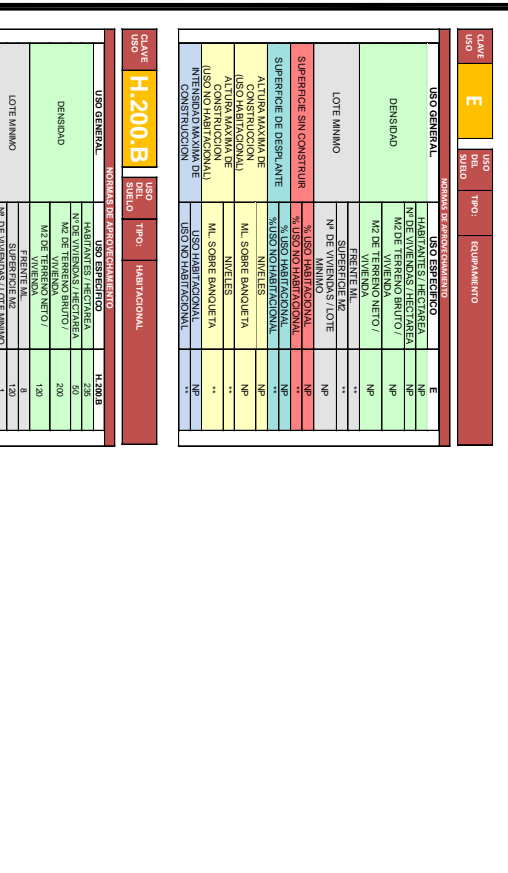 CLAVE USO E USO DEL SUELO TIPO: EQUIPAMIENTO
NORMAS DE APROVECHAMIENTO
USO GENERAL. USO ESPECIFICO E
DENSIDAD
HABITANTES / HECTAREA NP
Nº DE VIVIENDAS / HECTAREA NP
M2 DE TERRENO BRUTO /
VIVIENDA
M2 DE TERRENO NETO /
VIVIENDA NP
LOTE MINIMO
FRENTE ML. **
SUPERFICIE M2 **
Nª DE VIVIENDAS / LOTE
MINIMO NP
SUPERFICIE SIN CONSTRUIR
% USO HABITACIONAL NP
% USO NO HABITACIONAL **
SUPERFICIE DE DESPLANTE
% USO HABITACIONAL NP
% USO NO HABITACIONAL **
ALTURA MAXIMA DE
CONSTRUCCION
(USO HABITACIONAL)
NIVELES NP
ML. SOBRE BANQUETA NP
ALTURA MAXIMA DE
CONSTRUCCION
(USO NO HABITACIONAL)
NIVELES **
ML. SOBRE BANQUETA **
INTENSIDAD MAXIMA DE
CONSTRUCCION
USO HABITACIONAL NP
USO NO HABITACIONAL **
CLAVE USO H.200.B USO DEL SUELO TIPO: HABITACIONAL
NORMAS DE APROVECHAMIENTO
USO GENERAL. USO ESPECIFICO H.200.B
DENSIDAD
HABITANTES / HECTAREA 235
Nº DE VIVIENDAS / HECTAREA 50
M2 DE TERRENO BRUTO /
VIVIENDA 200
M2 DE TERRENO NETO /
VIVIENDA 120
LOTE MINIMO
FRENTE ML. 8
SUPERFICIE M2 120
Nª DE VIVIENDAS / LOTE MINIMO 1